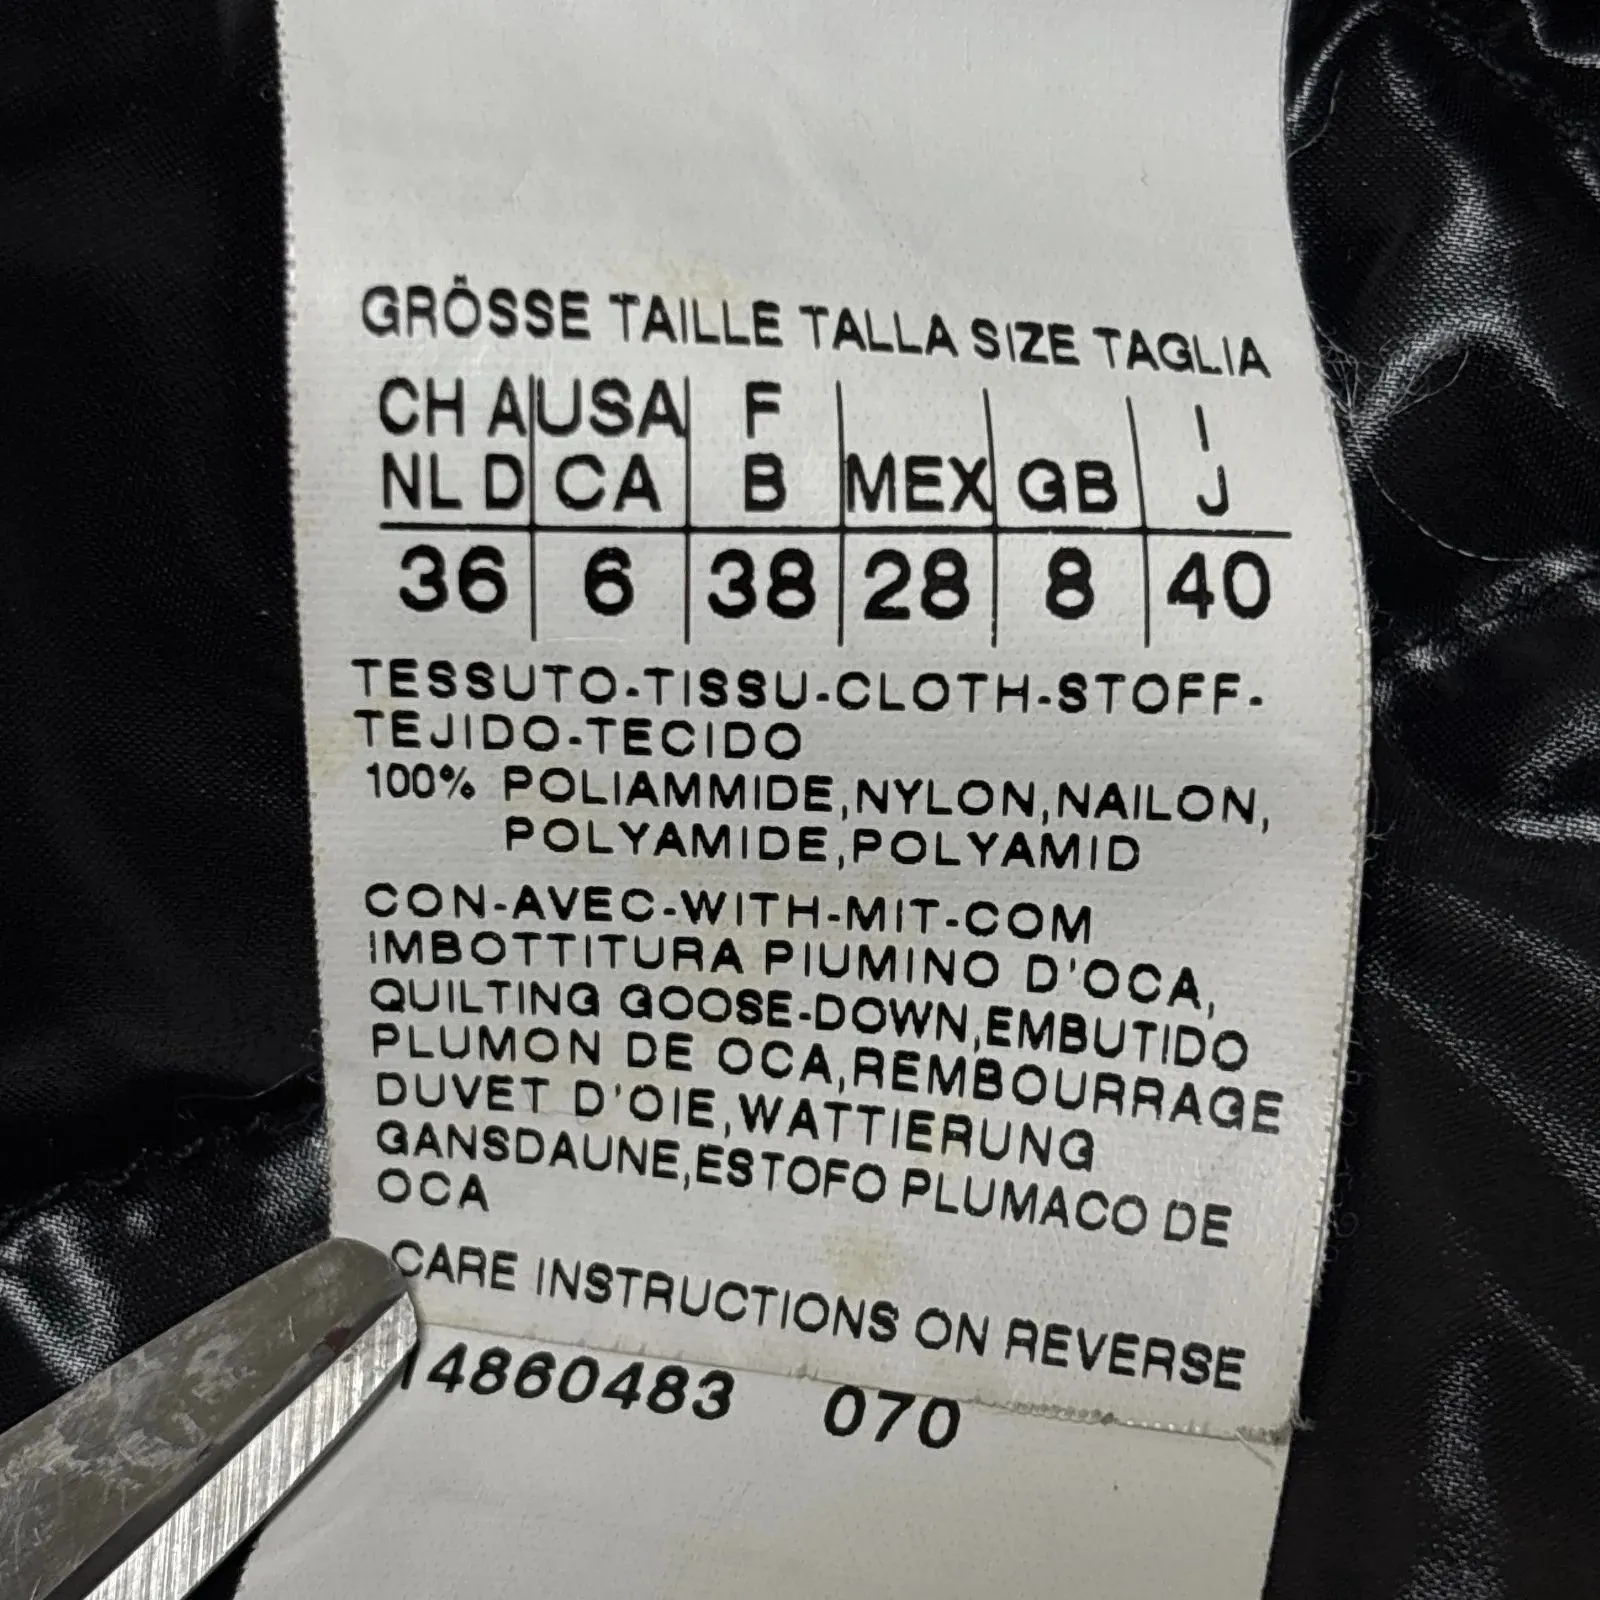 GRÖSSE TAILLE TALLA SIZE TAGLIA
CH A USA F I
NL D CA B MEX GB J
36 6 38 28 8 40
TESSUTO-TISSU-CLOTH-STOFF-
TEJIDO-TECIDO
100% POLIAMMIDE,NYLON,NAILON,
POLYAMIDE,POLYAMID
CON-AVEC-WITH-MIT-COM
IMBOTTITURA PIUMINO D'OCA,
QUILTING GOOSE-DOWN,EMBUTIDO
PLUMON DE OCA,REMBOURRAGE
DUVET D'OIE,WATTIERUNG
GANSDAUNE,ESTOFO PLUMACO DE
OCA
CARE INSTRUCTIONS ON REVERSE
14860483 070